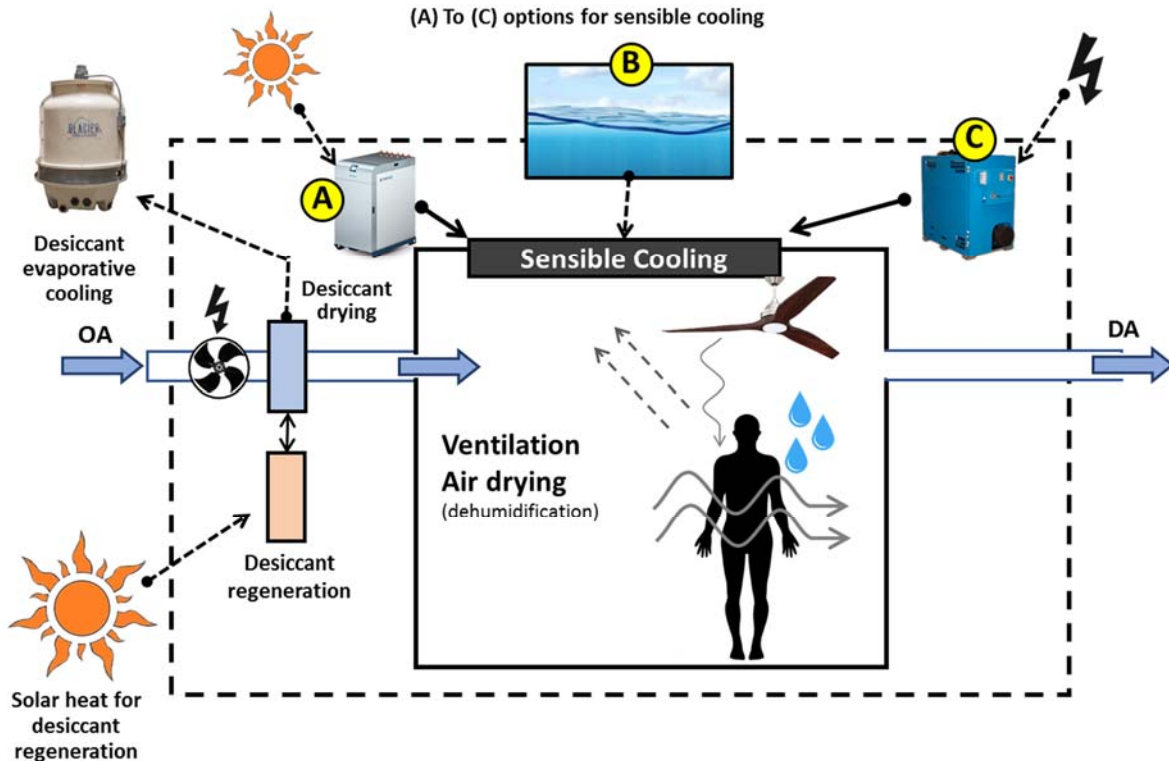 (A) To (C) options for sensible cooling
B
C
A
GLACIER
Desiccant
evaporative
cooling
Sensible Cooling
Desiccant
drying
OA
DA
Ventilation
Air drying
(dehumidification)
Desiccant
regeneration
Solar heat for
desiccant
regeneration